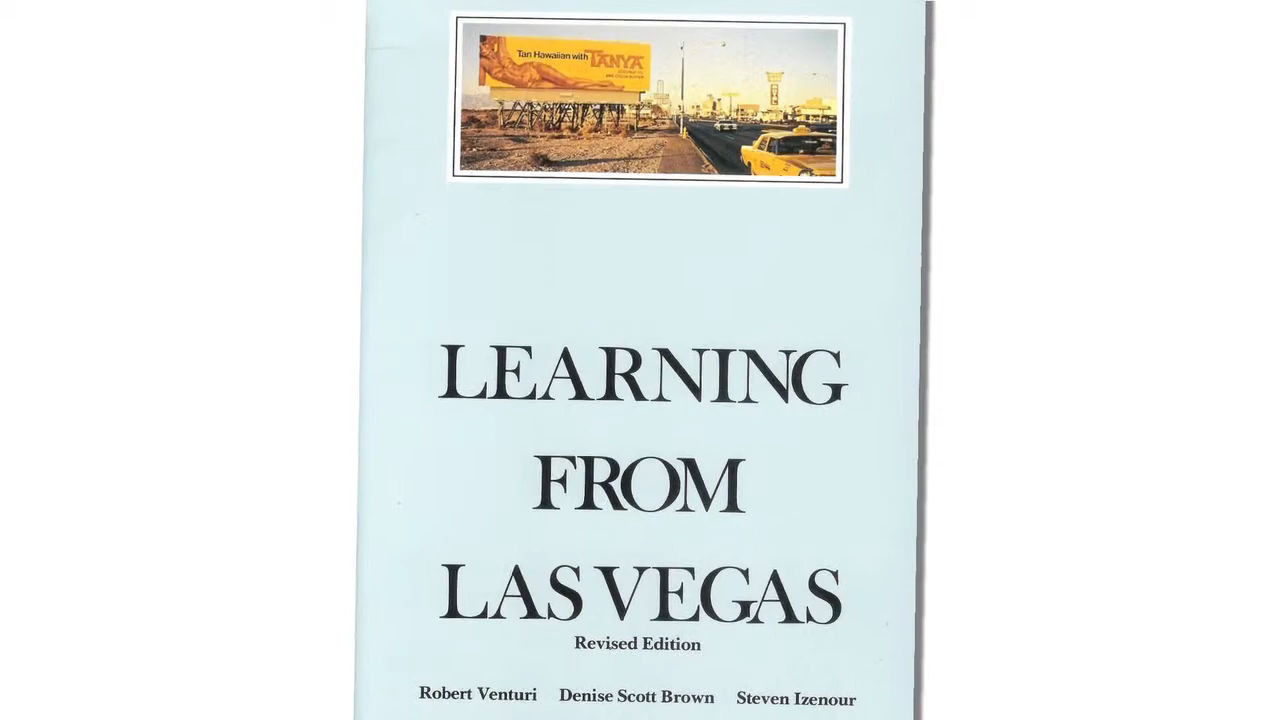 Tan Hawaiian with TANYA
LEARNING
FROM
LAS VEGAS
Revised Edition
Robert Venturi Denise Scott Brown Steven Izenour